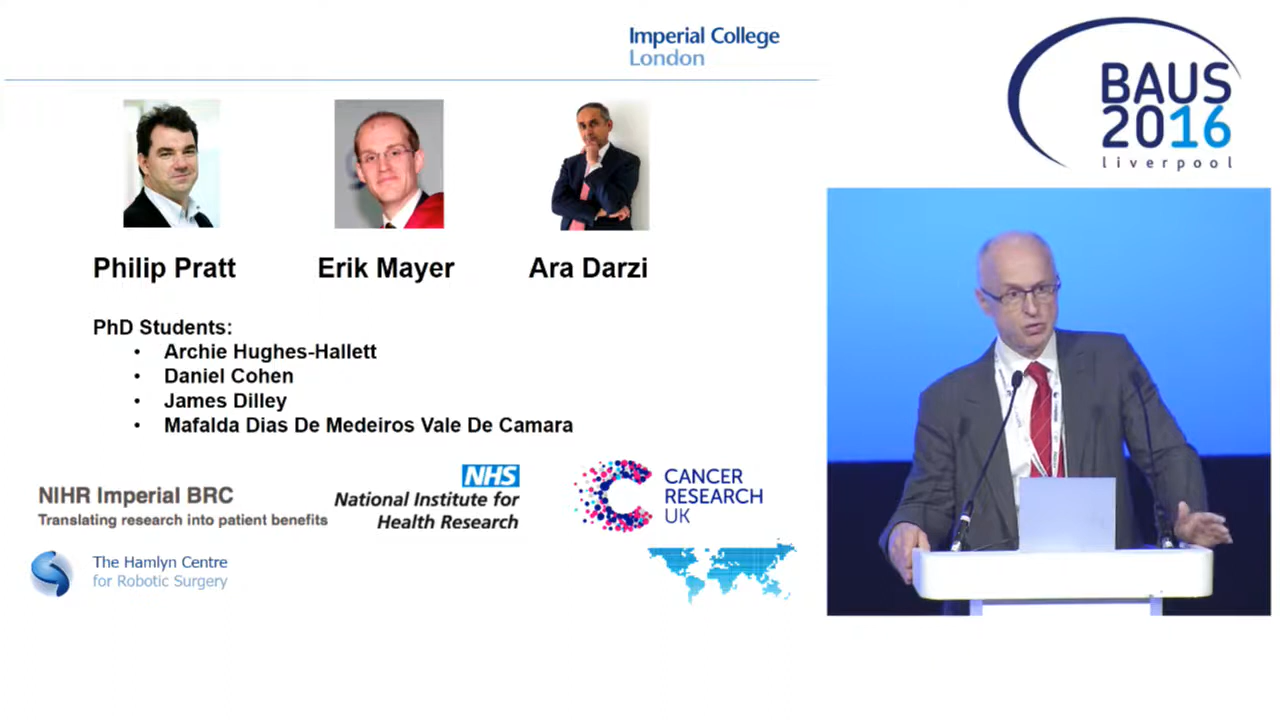 Imperial College
London
BAUS
2016
liverpool
Philip Pratt
Erik Mayer
Ara Darzi
PhD Students:
• Archie Hughes-Hallett
• Daniel Cohen
• James Dilley
• Mafalda Dias De Medeiros Vale De Camara
NIHR Imperial BRC
Translating research into patient benefits
NHS
National Institute for
Health Research
CANCER
RESEARCH
UK
The Hamlyn Centre
for Robotic Surgery